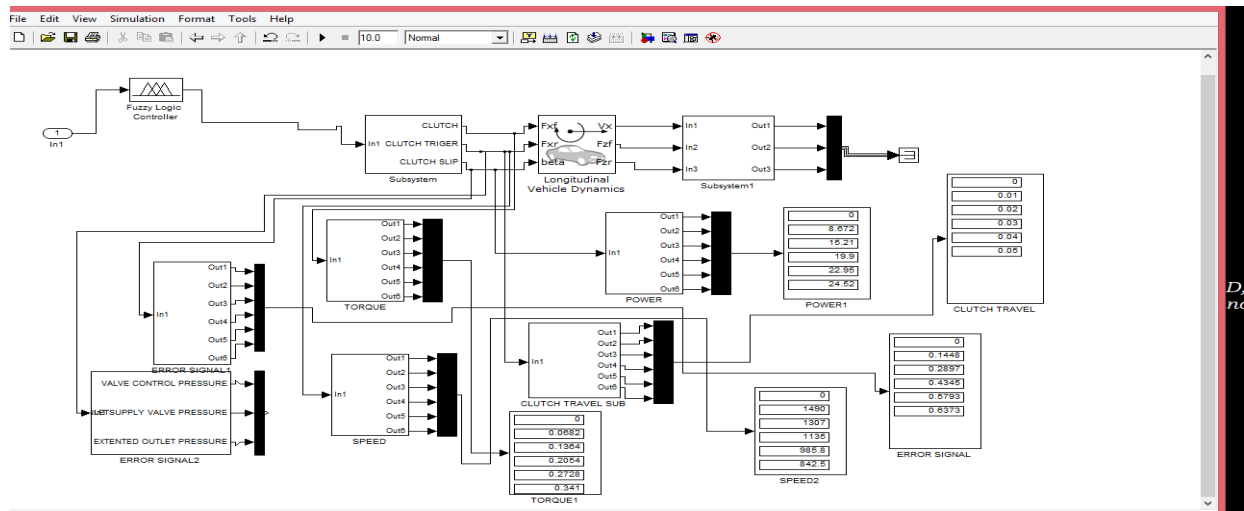 File Edit View Simulation Format Tools Help
10.0 Normal
Fuzzy Logic
Controller
1
In1
In1 CLUTCH
CLUTCH TRIGER
CLUTCH SLIP
Subsystem
Fxf Vx
Fxr Fzf
beta Fzr
Longitudinal
Vehicle Dynamics
In1 Out1
In2 Out2
In3 Out3
Subsystem1
0
0.01
0.02
0.03
0.04
0.05
CLUTCH TRAVEL
In1
Out1
Out2
Out3
Out4
Out5
Out6
TORQUE
In1
Out1
Out2
Out3
Out4
Out5
Out6
POWER
0
8.672
15.21
19.9
22.95
24.52
POWER1
In1
Out1
Out2
Out3
Out4
Out5
Out6
ERROR SIGNAL1
VALVE CONTROL PRESSURE
SUPPLY VALVE PRESSURE
EXTENTED OUTLET PRESSURE
ERROR SIGNAL2
In1
Out1
Out2
Out3
Out4
Out5
Out6
SPEED
In1
Out1
Out2
Out3
Out4
Out5
Out6
CLUTCH TRAVEL SUB
0
0.0682
0.1364
0.2054
0.2728
0.341
TORQUE1
0
1490
1307
1135
985.8
842.5
SPEED2
0
0.1448
0.2897
0.4345
0.5793
0.6373
ERROR SIGNAL
D,